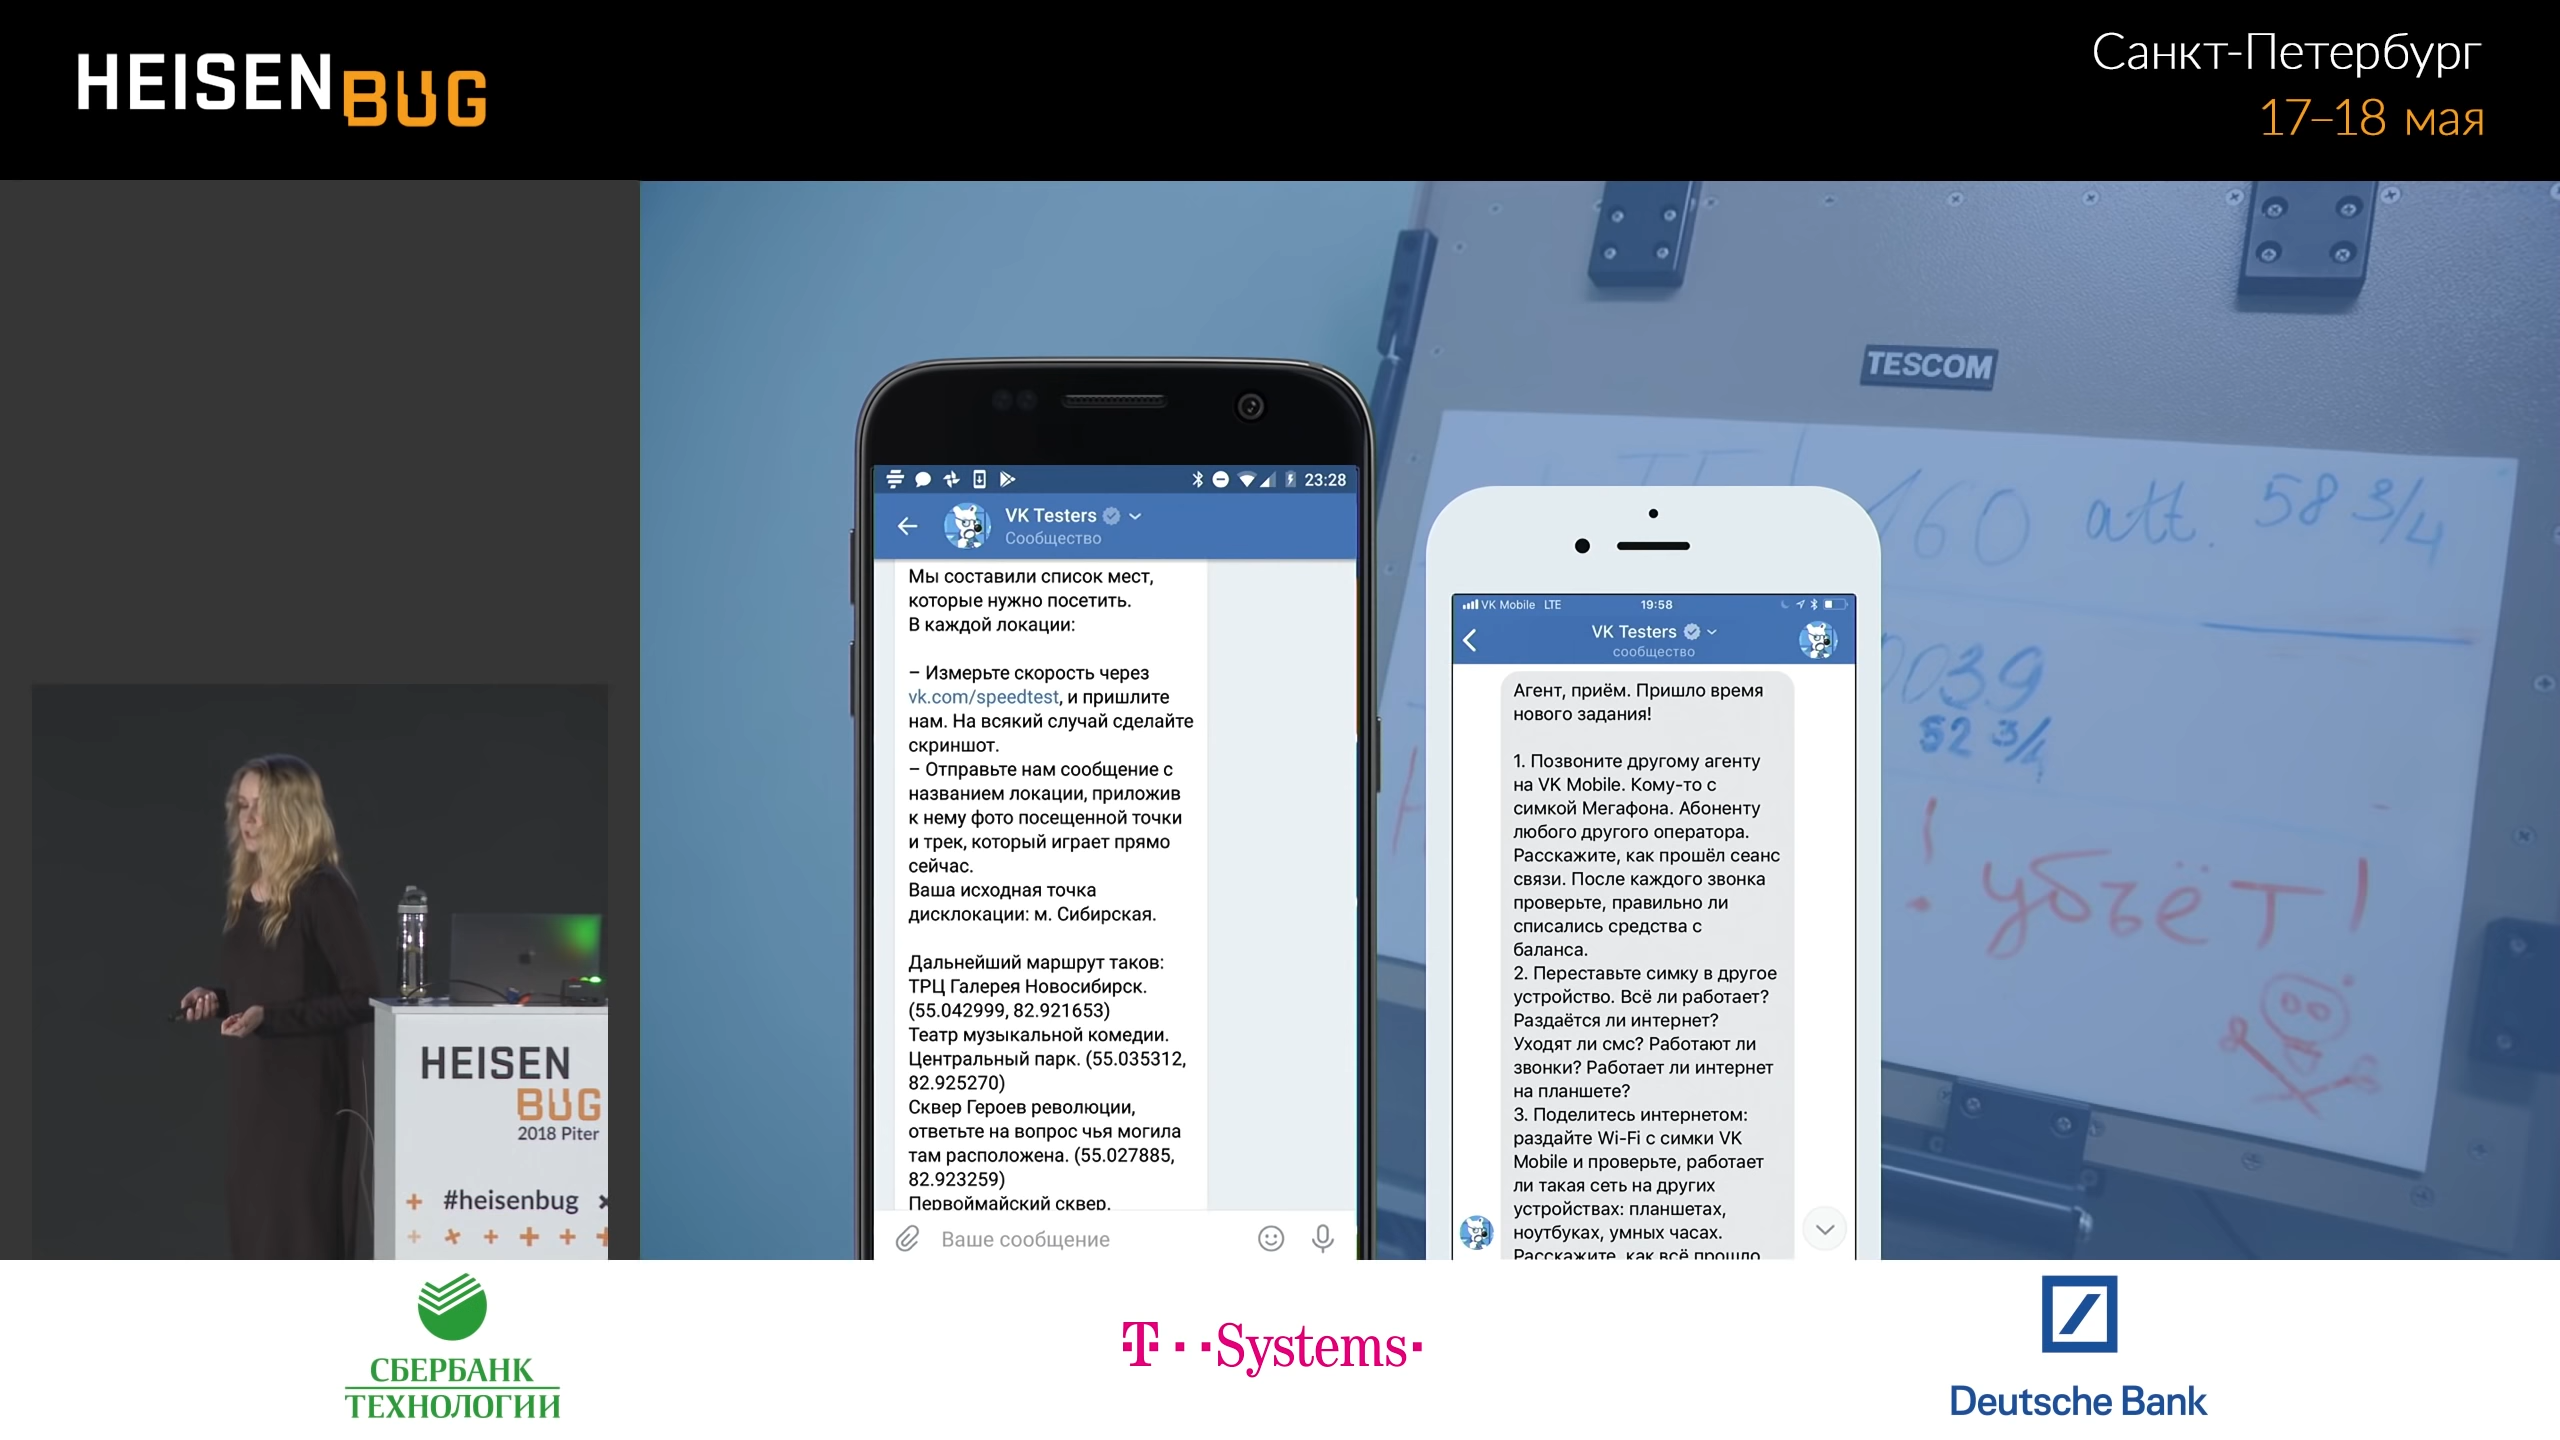 HEISENBUG
Санкт-Петербург
17–18 мая
TESCOM
160 att. 58 3/4
0039
52 3/4
! убъёт!
23:28
VK Testers
Сообщество
Мы составили список мест,
которые нужно посетить.
В каждой локации:
– Измерьте скорость через
vk.com/speedtest, и пришлите
нам. На всякий случай сделайте
скриншот.
– Отправьте нам сообщение с
названием локации, приложив
к нему фото посещенной точки
и трек, который играет прямо
сейчас.
Ваша исходная точка
дисклокации: м. Сибирская.
Дальнейший маршрут таков:
ТРЦ Галерея Новосибирск.
(55.042999, 82.921653)
Театр музыкальной комедии.
Центральный парк. (55.035312,
82.925270)
Сквер Героев революции,
ответьте на вопрос чья могила
там расположена. (55.027885,
82.923259)
Первоймайский сквер.
Ваше сообщение
VK Mobile LTE
19:58
VK Testers
сообщество
Агент, приём. Пришло время
нового задания!
1. Позвоните другому агенту
на VK Mobile. Кому-то с
симкой Мегафона. Абоненту
любого другого оператора.
Расскажите, как прошёл сеанс
связи. После каждого звонка
проверьте, правильно ли
списались средства с
баланса.
2. Переставьте симку в другое
устройство. Всё ли работает?
Раздаётся ли интернет?
Уходят ли смс? Работают ли
звонки? Работает ли интернет
на планшете?
3. Поделитесь интернетом:
раздайте Wi-Fi с симки VK
Mobile и проверьте, работает
ли такая сеть на других
устройствах: планшетах,
ноутбуках, умных часах.
Расскажите, как всё прошло
HEISEN
BUG
2018 Piter
#heisenbug
СБЕРБАНК
ТЕХНОЛОГИИ
T··Systems·
Deutsche Bank